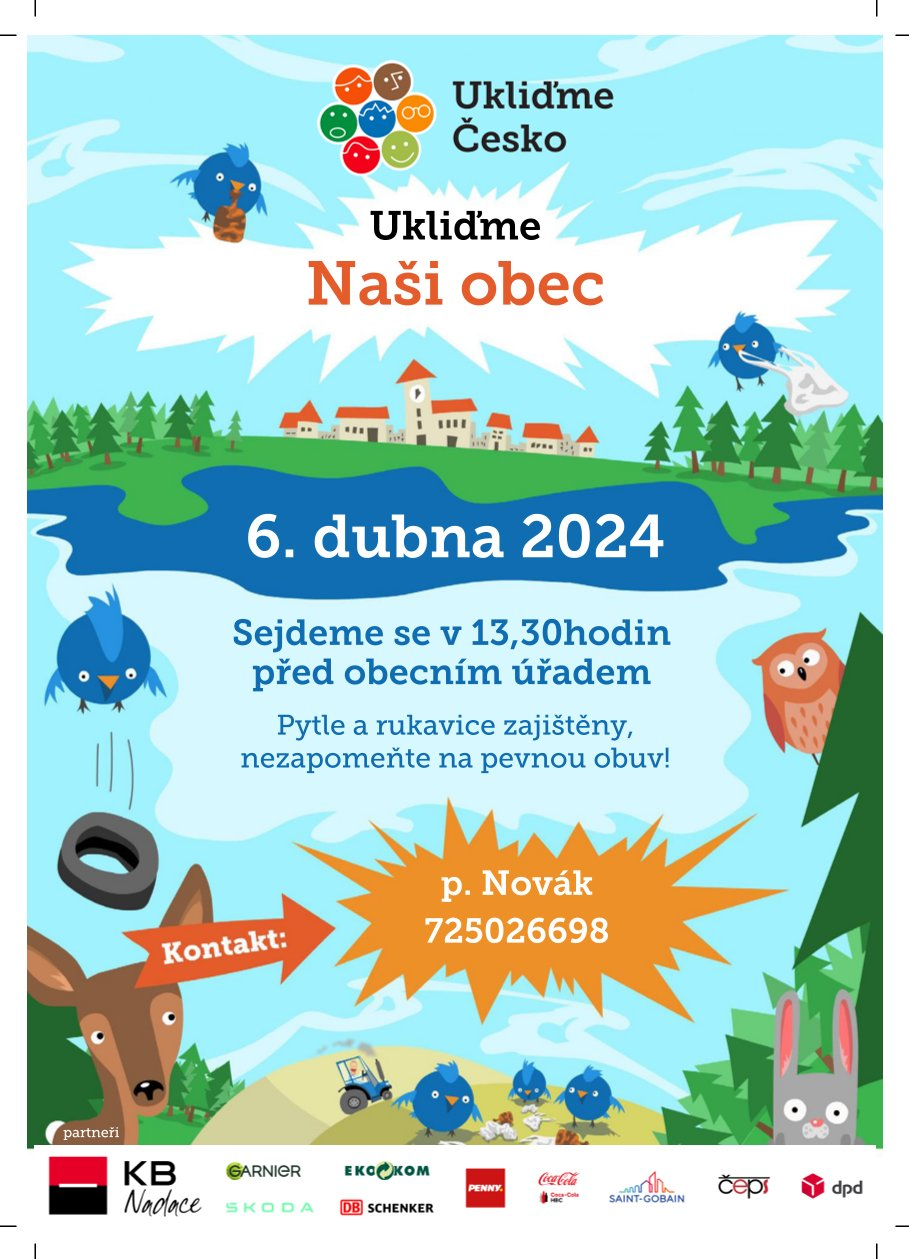 Ukliďme
Česko
Ukliďme
Naši obec
6. dubna 2024
Sejdeme se v 13,30hodin
před obecním úřadem
Pytle a rukavice zajištěny,
nezapomeňte na pevnou obuv!
p. Novák
725026698
Kontakt:
partneři
KB
Nadace
GARNIER
ŠKODA
EKO KOM
DB SCHENKER
PENNY.
Coca-Cola
Coca-Cola
HBC
SAINT-GOBAIN
čeps
dpd